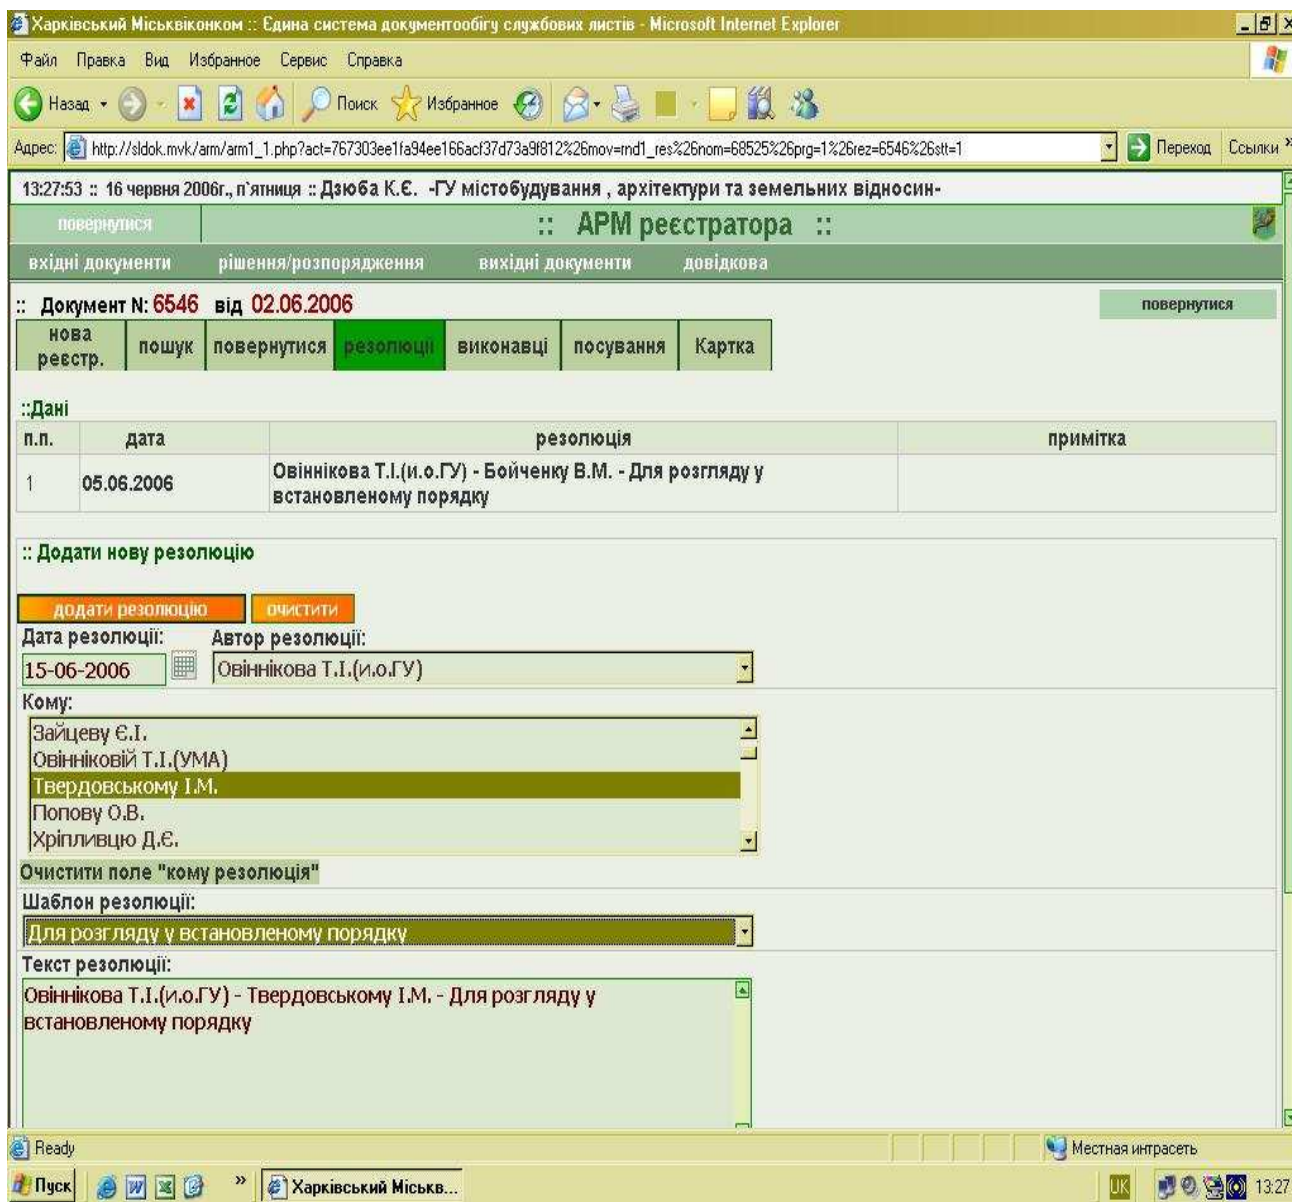 Харківський Міськвіконком :: Єдина система документообігу службових листів - Microsoft Internet Explorer
Файл Правка Вид Избранное Сервис Справка
Назад Поиск Избранное
Адрес: http://sldok.mvk/arm/arm1_1.php?act=767303ee1fa94ee166acf37d73a9f812%26mov=rnd1_res%26nom=68525%26prg=1%26rez=6546%26stt=1 Переход Ссылки »
13:27:53 :: 16 червня 2006г., п`ятниця :: Дзюба К.Є. -ГУ містобудування , архітектури та земельних відносин-
повернутися :: АРМ реєстратора ::
вхідні документи рішення/розпорядження вихідні документи довідкова
:: Документ N: 6546 від 02.06.2006 повернутися
нова реєстр. пошук повернутися резолюції виконавці посування Картка
::Дані
п.п. дата резолюція примітка
1 05.06.2006 Овіннікова Т.І.(и.о.ГУ) - Бойченку В.М. - Для розгляду у
встановленому порядку
:: Додати нову резолюцію
додати резолюцію очистити
Дата резолюції: Автор резолюції:
15-06-2006 Овіннікова Т.І.(и.о.ГУ)
Кому:
Зайцеву Є.І.
Овінніковій Т.І.(УМА)
Твердовському І.М.
Попову О.В.
Хріпливцю Д.Є.
Очистити поле "кому резолюція"
Шаблон резолюції:
Для розгляду у встановленому порядку
Текст резолюції:
Овіннікова Т.І.(и.о.ГУ) - Твердовському І.М. - Для розгляду у
встановленому порядку
Ready Местная интрасеть
Пуск » Харківський Міськв... UK 13:27